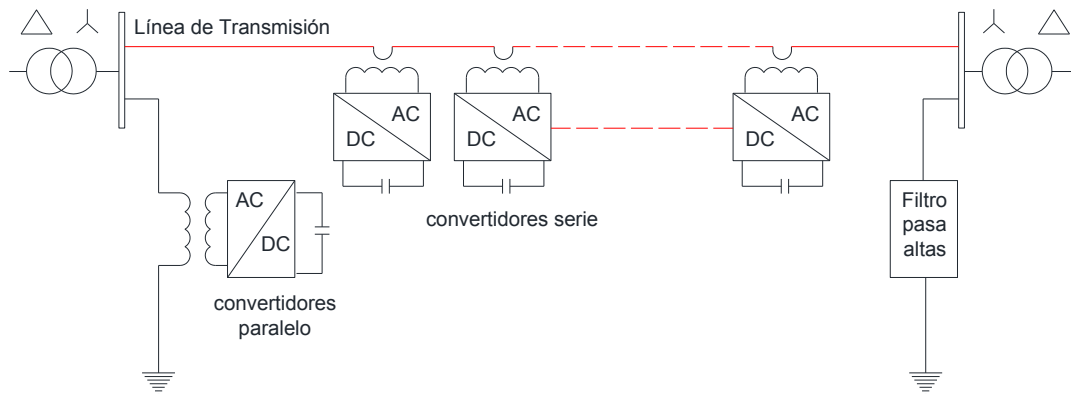 Línea de Transmisión
AC
DC
AC
DC
AC
DC
convertidores serie
AC
DC
convertidores
paralelo
Filtro
pasa
altas